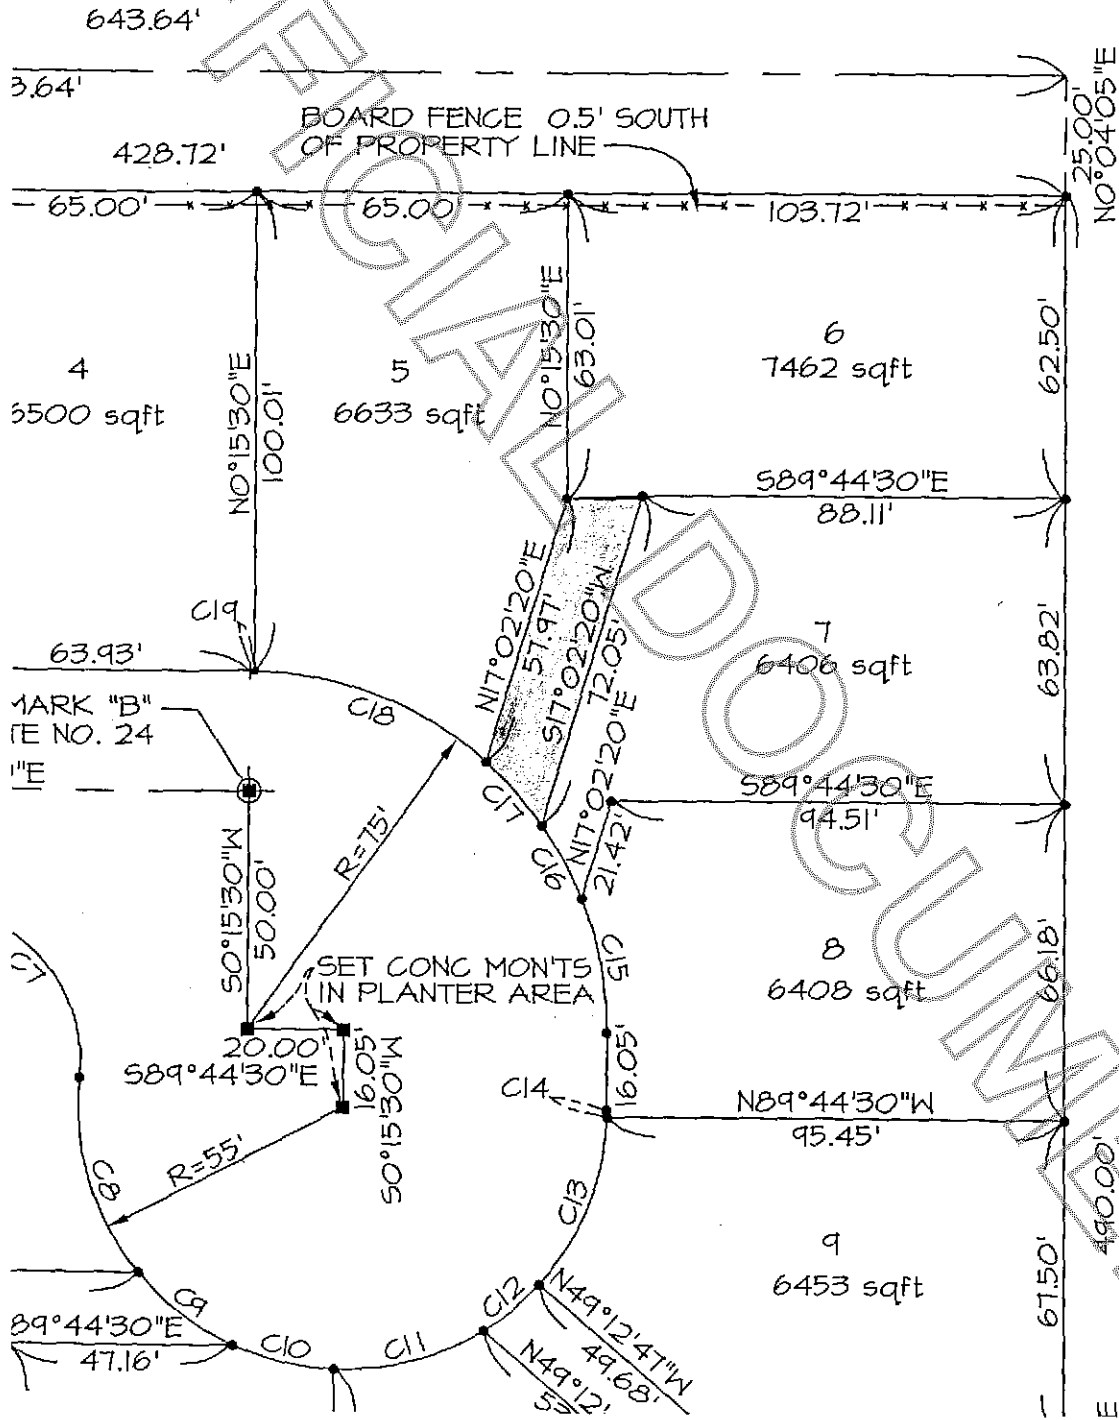 643.64'
3.64'
BOARD FENCE 0.5' SOUTH
OF PROPERTY LINE
428.72'
25.00'
N0°04'05"E
65.00'
65.00'
103.72'
4
6500 sqft
N0°15'30"E
100.01'
5
6633 sqft
N0°15'30"E
63.01'
6
7462 sqft
62.50'
S89°44'30"E
88.11'
C19
63.93'
MARK "B"
TE NO. 24
"E
C18
N17°02'20"E
57.97'
S17°02'20"W
72.05'
7
6406 sqft
63.82'
N17°02'20"E
21.42'
S89°44'30"E
94.51'
C17
C16
R=75'
S0°15'30"W
50.00'
C7
C15
SET CONC MON'TS
IN PLANTER AREA
8
6408 sqft
66.18'
20.00'
S89°44'30"E
16.05'
S0°15'30"W
16.05'
C14
N89°44'30"W
95.45'
R=55'
C8
C13
9
6453 sqft
490.00'
67.50'
C9
C10
C11
C12
N49°12'47"W
49.68'
N49°12'
53
89°44'30"E
47.16'
E
FICIAL DOCUME